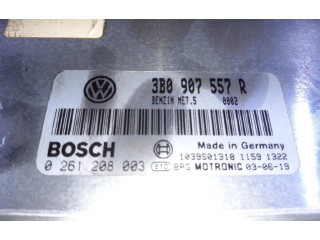 3B0 907 557 R
BENZIN ME7.5 0002
BOSCH
Made in Germany
1039S01318 1159 1322
0 261 208 003
BPG MOTRONIC 03-06-19